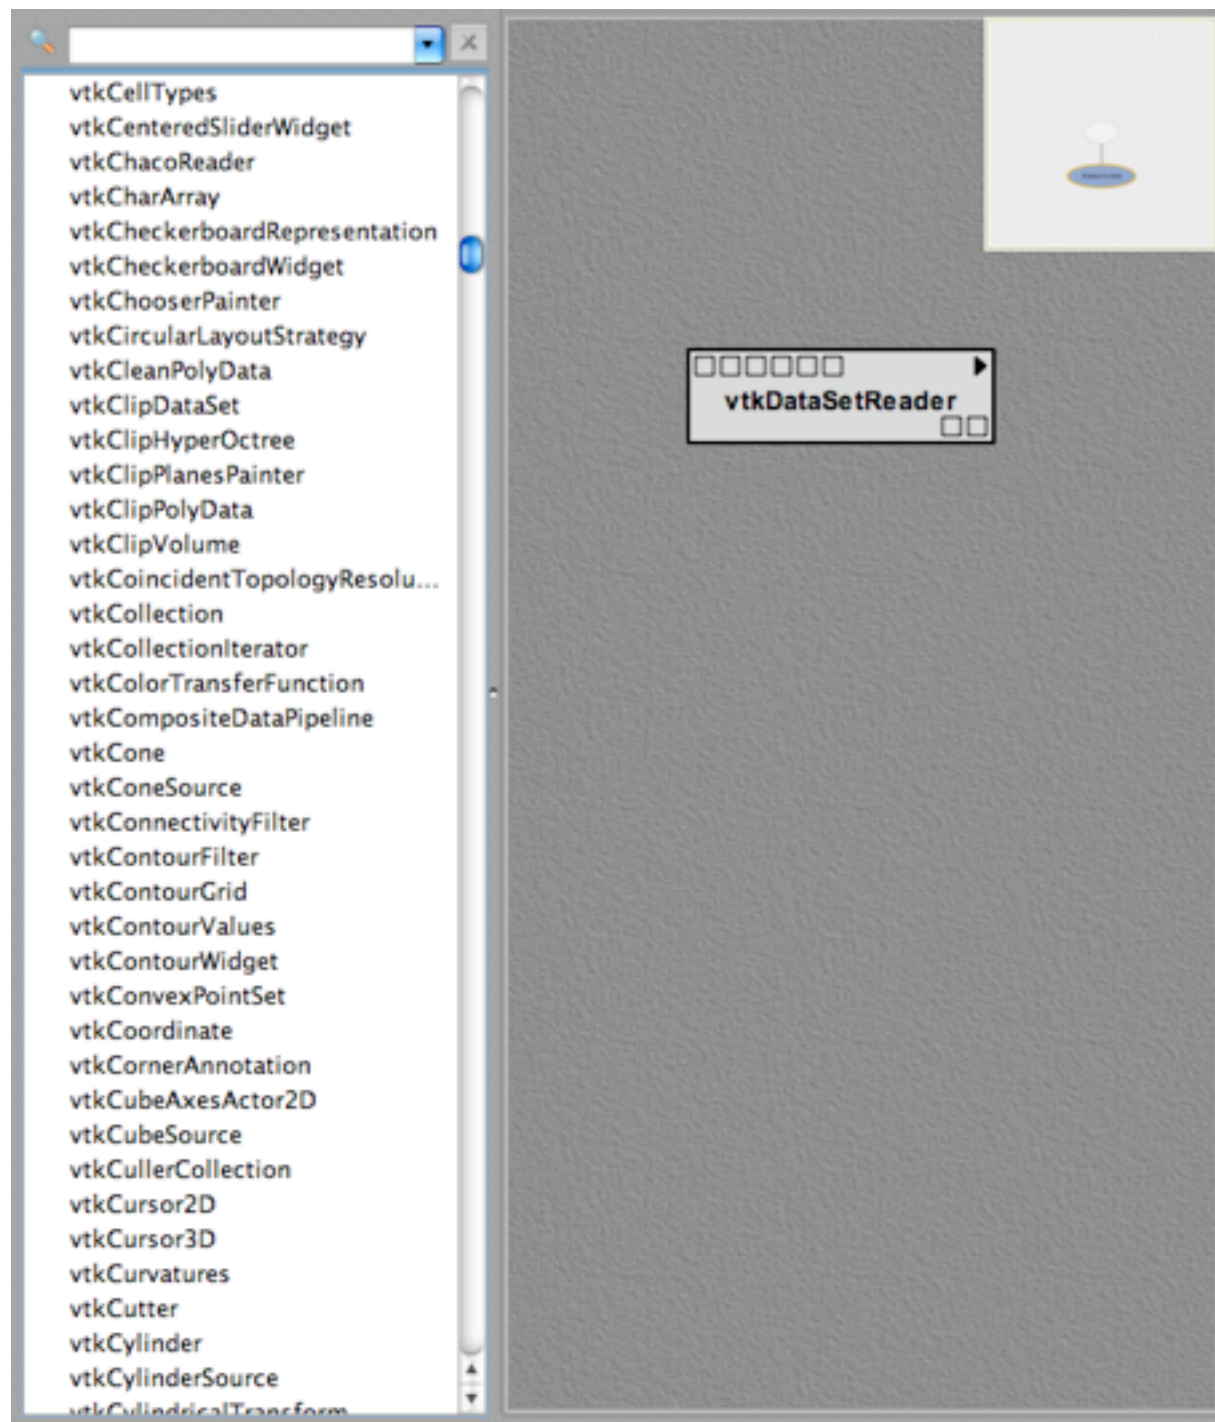 vtkCellTypes
vtkCenteredSliderWidget
vtkChacoReader
vtkCharArray
vtkCheckerboardRepresentation
vtkCheckerboardWidget
vtkChooserPainter
vtkCircularLayoutStrategy
vtkCleanPolyData
vtkClipDataSet
vtkClipHyperOctree
vtkClipPlanesPainter
vtkClipPolyData
vtkClipVolume
vtkCoincidentTopologyResolu...
vtkCollection
vtkCollectionIterator
vtkColorTransferFunction
vtkCompositeDataPipeline
vtkCone
vtkConeSource
vtkConnectivityFilter
vtkContourFilter
vtkContourGrid
vtkContourValues
vtkContourWidget
vtkConvexPointSet
vtkCoordinate
vtkCornerAnnotation
vtkCubeAxesActor2D
vtkCubeSource
vtkCullerCollection
vtkCursor2D
vtkCursor3D
vtkCurvatures
vtkCutter
vtkCylinder
vtkCylinderSource
vtkCylindricalTransform
vtkDataSetReader